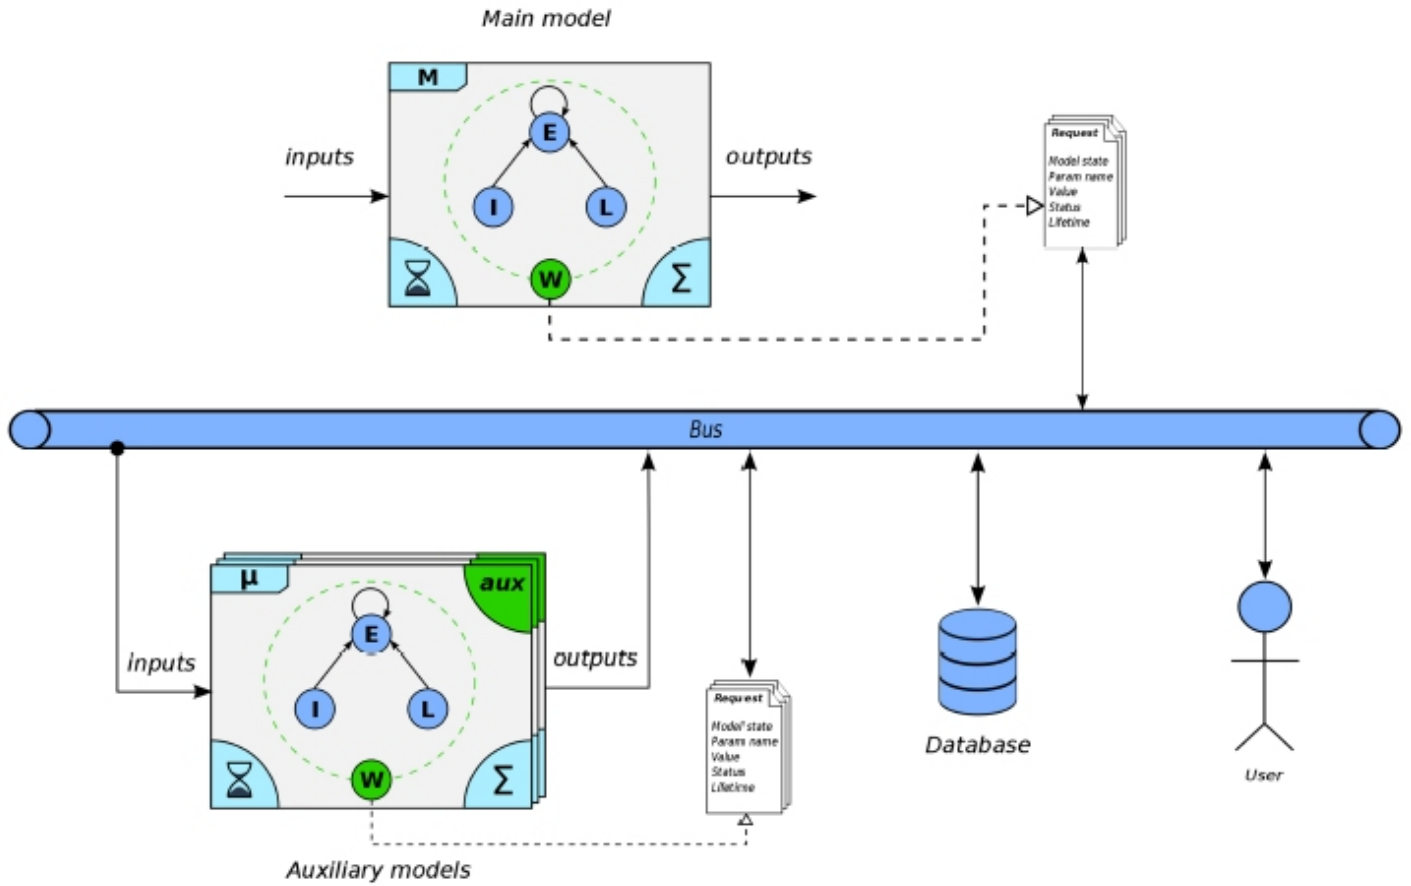 Main model
M
E
inputs
outputs
I
L
W
Σ
Request
Model state
Param name
Value
Status
Lifetime
Bus
μ
aux
E
inputs
outputs
I
L
W
Σ
Request
Model state
Param name
Value
Status
Lifetime
Database
User
Auxiliary models